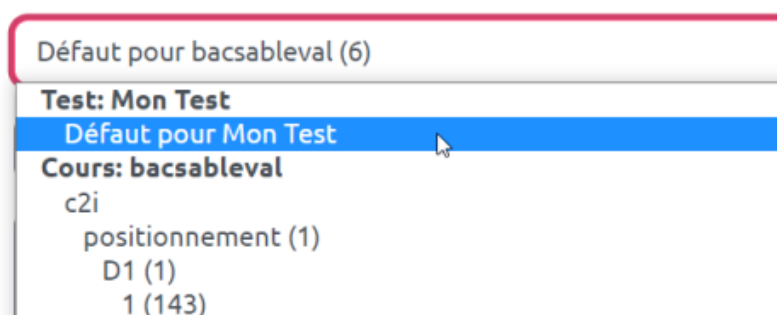 Défaut pour bacsableval (6)
Test: Mon Test
Défaut pour Mon Test
Cours: bacsableval
c2i
positionnement (1)
D1 (1)
1 (143)